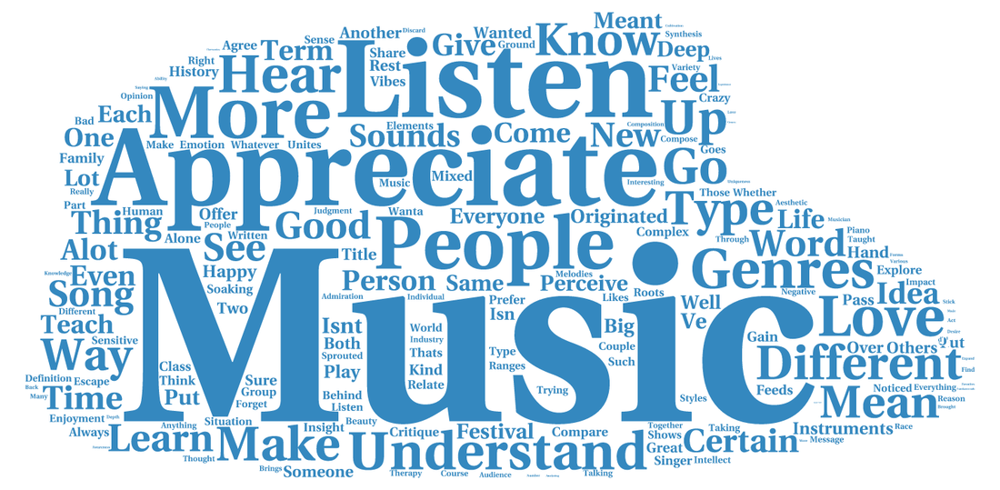 Meant
Another Discard Wanted
Agree Term Sense Give Ground Know Synthesis
Listen
Right Share Deep
History Hear Rest Variety
Vibes Feel
Opinion Crazy
Bad Each More Elements Composition Up
One Make Emotion Whatever Unites Sounds Come New Compose
Family Appreciate Goes
Lot Music Mixed Go
Really Interesting Uniqueness
Part Human Judgment Wanta Those Whether
Thing Offer Good Everyone Originated Type Aesthetic
People Life Musician
Alone Written See People Complex Through Word Piano
Alot Title Taught
Hand
Knowledge Even Happy Melodies Genres Various
Explore
Song Soaking Person Same Perceive Impact
Different Two Admiration Individual Prefer Likes Roots Negative Pass Idea Stick
Music
Teach Isnt Isn Big Well Love
Sensitive World Ve Act
Way Both Industry Couple Gain Over Others
Sprouted Thats Type Such Different
Definition Escape Class Play Kind Ranges Find
Back Think Sure Relate Trying Feeds Noticed Everything
Many Time Put Group Behind Styles Mean Reason
Forget Listen Brought
Enjoyment Depth Situation Beauty Together
Always Anything Insight Critique Festival Compare Shows Taking Instruments Race
Learn Make Understand Great Certain Message
Thought Singer Intellect
Brings Someone Therapy Course Audience Talking